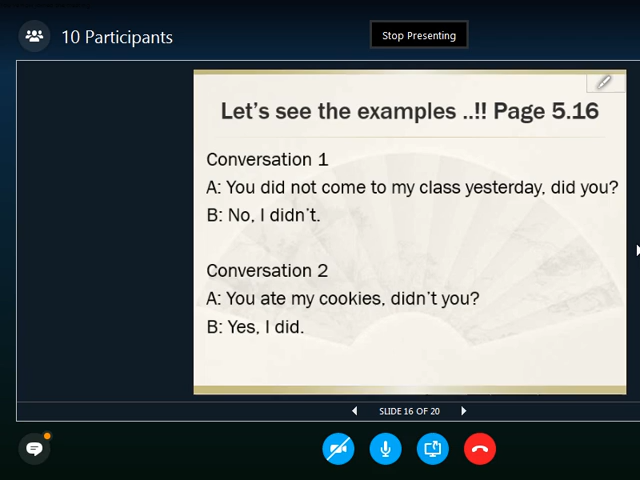 10 Participants
Stop Presenting
Let's see the examples ..!! Page 5.16
Conversation 1
A: You did not come to my class yesterday, did you?
B: No, I didn't.
Conversation 2
A: You ate my cookies, didn't you?
B: Yes, I did.
SLIDE 16 OF 20